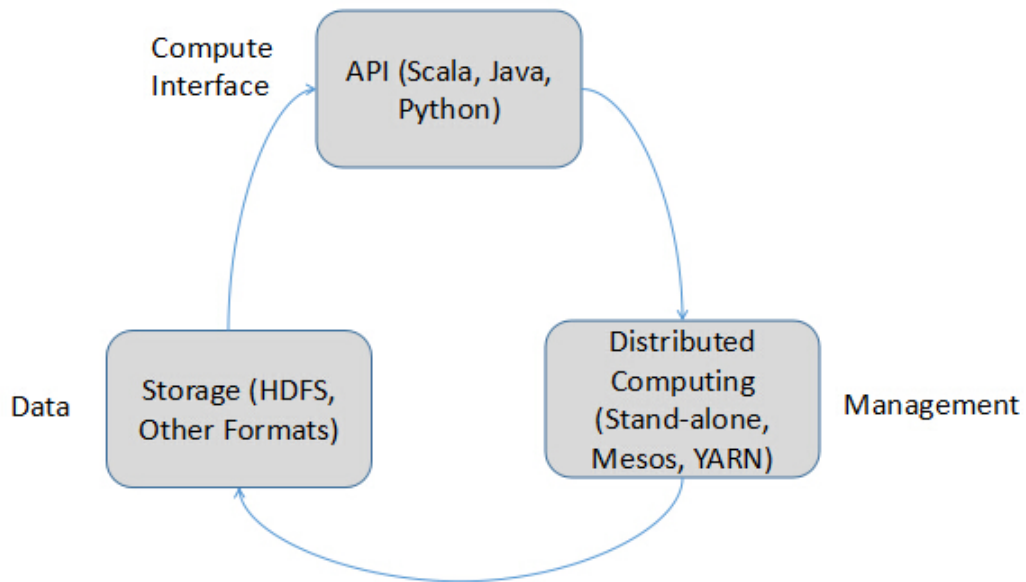 Compute
Interface
API (Scala, Java,
Python)
Data
Storage (HDFS,
Other Formats)
Distributed
Computing
(Stand-alone,
Mesos, YARN)
Management